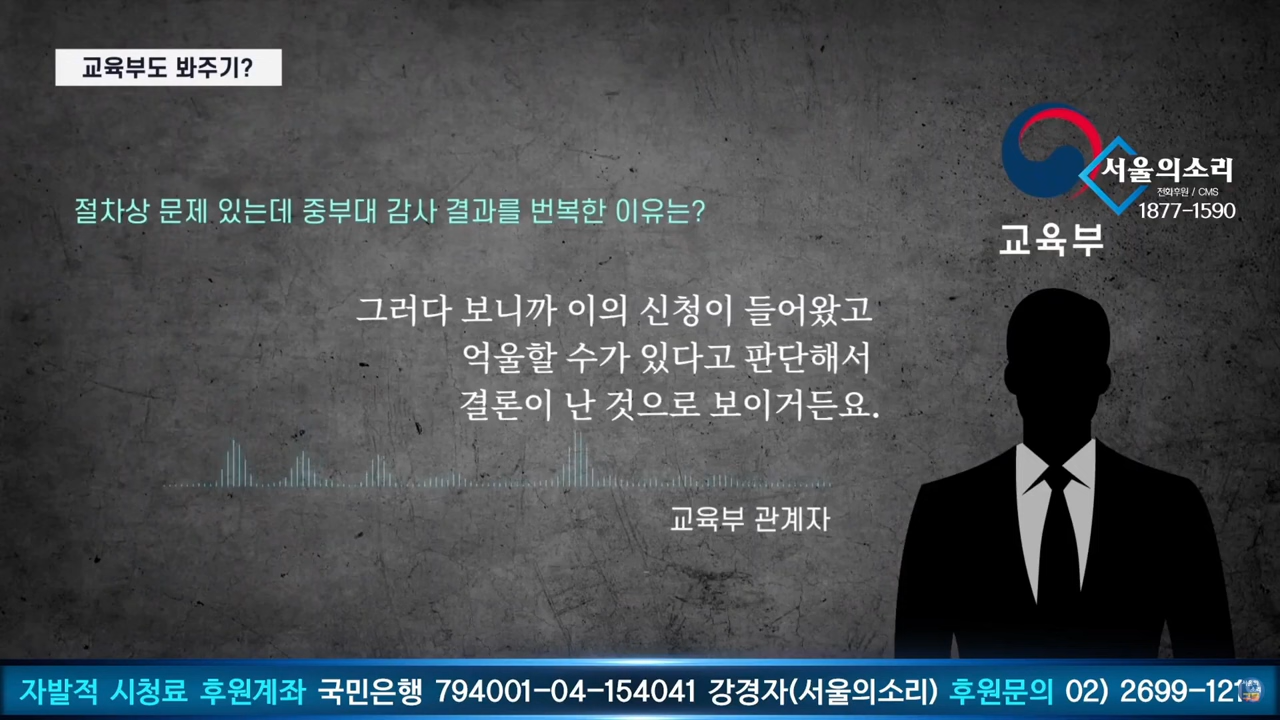 교육부도 봐주기?
서울의소리
전화후원 / CMS
1877-1590
교육부
절차상 문제 있는데 중부대 감사 결과를 번복한 이유는?
그러다 보니까 이의 신청이 들어왔고
억울할 수가 있다고 판단해서
결론이 난 것으로 보이거든요.
교육부 관계자
자발적 시청료 후원계좌 국민은행 794001-04-154041 강경자(서울의소리) 후원문의 02)